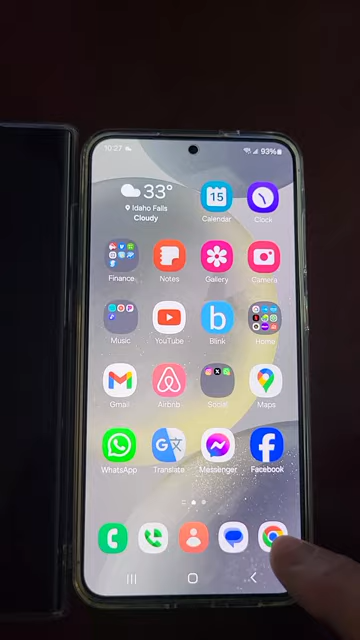 10:27 93%
33°
Idaho Falls
Cloudy
15
Calendar Clock
Finance Notes Gallery Camera
Music YouTube Blink Home
Gmail Airbnb Social Maps
WhatsApp Translate Messenger Facebook